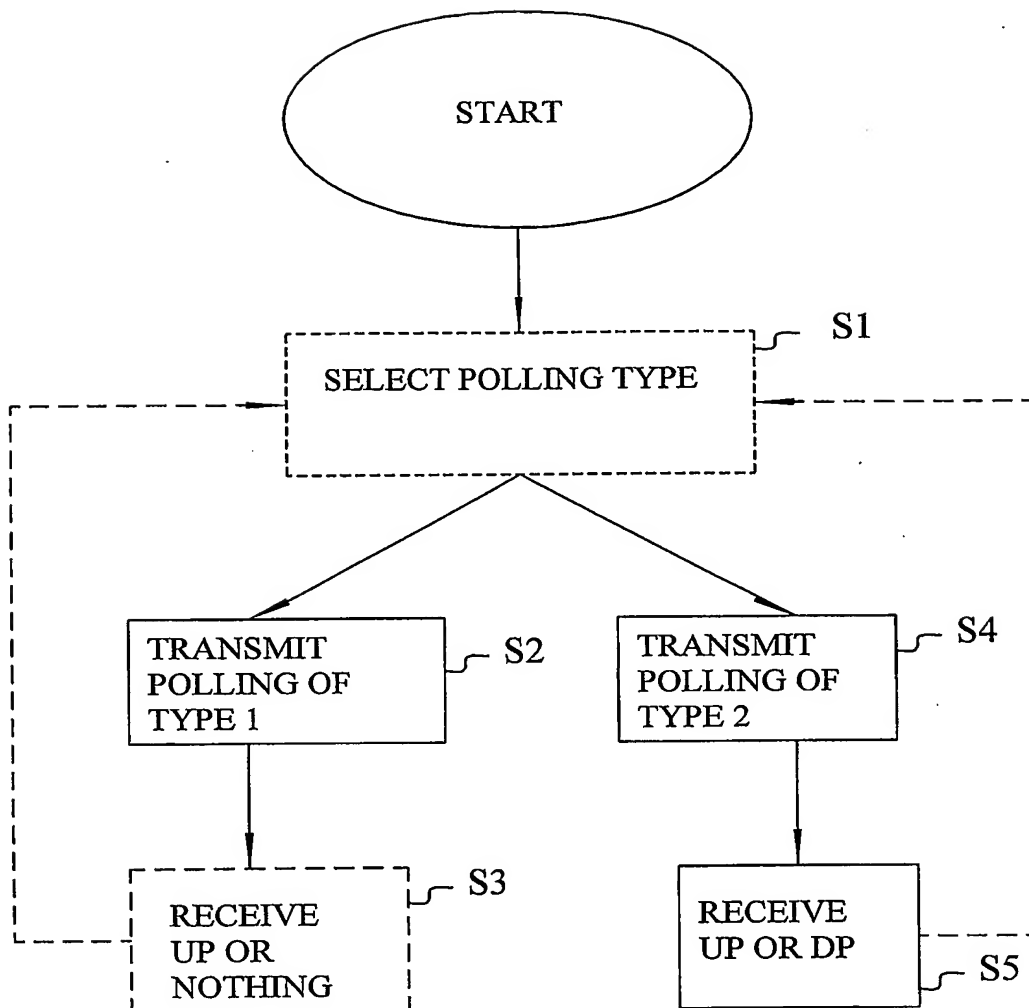 START
S1
SELECT POLLING TYPE
TRANSMIT
POLLING OF
TYPE 1
S2
TRANSMIT
POLLING OF
TYPE 2
S4
RECEIVE
UP OR
NOTHING
S3
RECEIVE
UP OR DP
S5